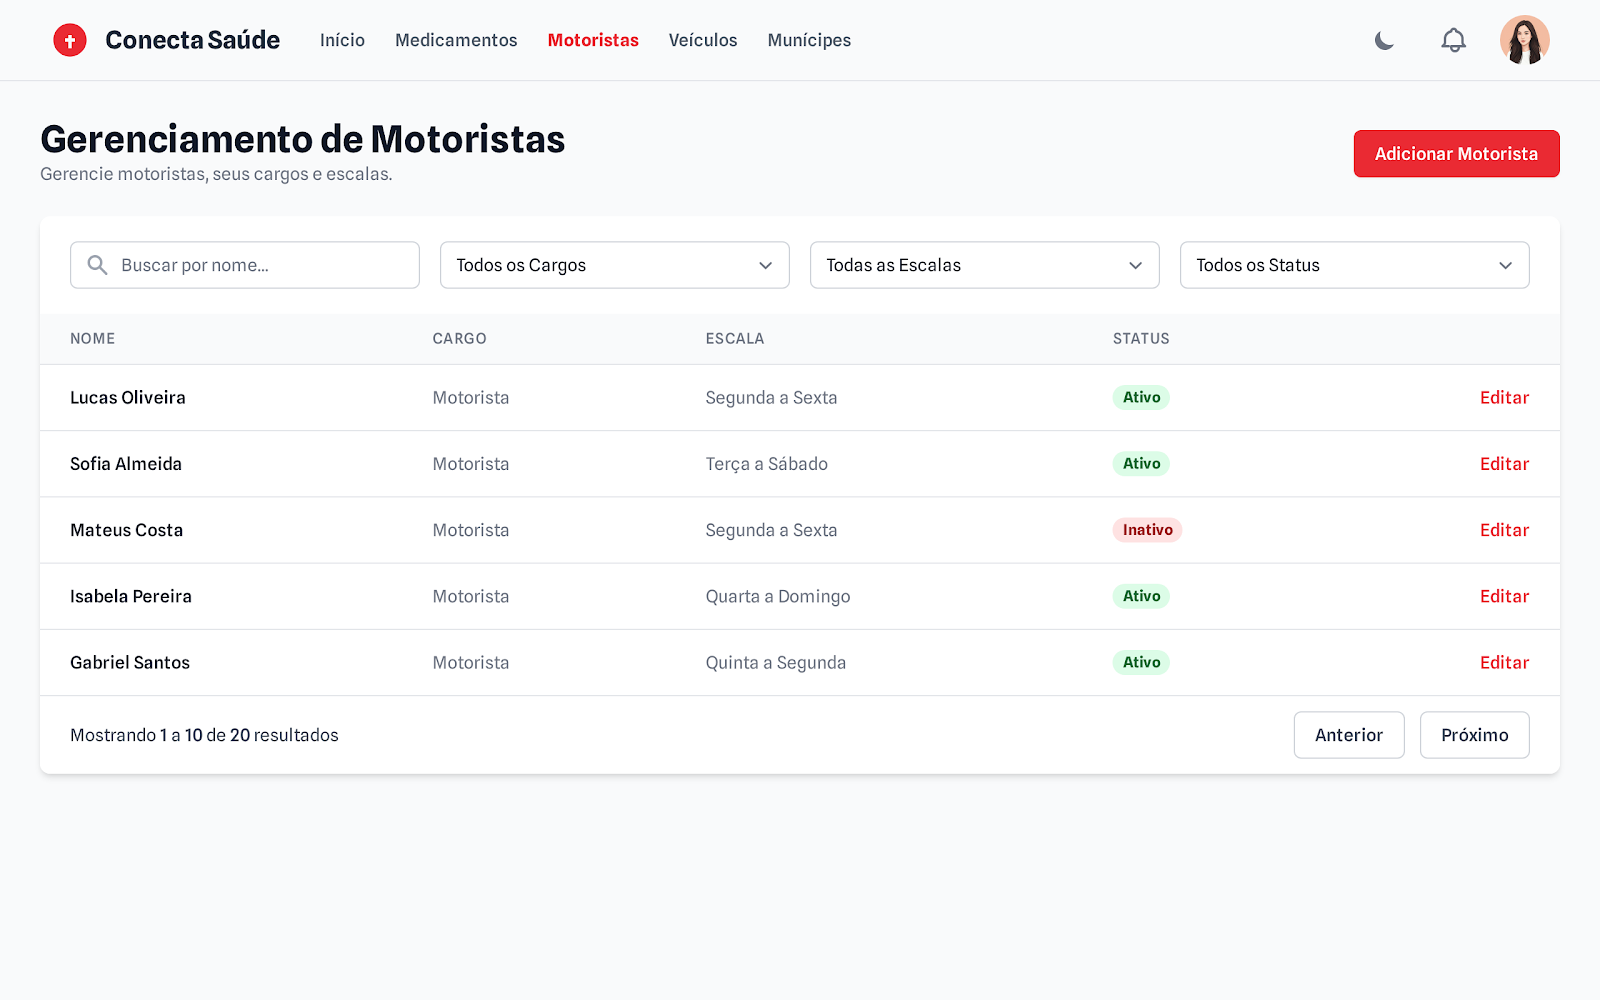 Conecta Saúde Início Medicamentos Motoristas Veículos Munícipes
Gerenciamento de Motoristas
Gerencie motoristas, seus cargos e escalas.
Adicionar Motorista
Buscar por nome... Todos os Cargos Todas as Escalas Todos os Status
NOME CARGO ESCALA STATUS
Lucas Oliveira Motorista Segunda a Sexta Ativo Editar
Sofia Almeida Motorista Terça a Sábado Ativo Editar
Mateus Costa Motorista Segunda a Sexta Inativo Editar
Isabela Pereira Motorista Quarta a Domingo Ativo Editar
Gabriel Santos Motorista Quinta a Segunda Ativo Editar
Mostrando 1 a 10 de 20 resultados Anterior Próximo